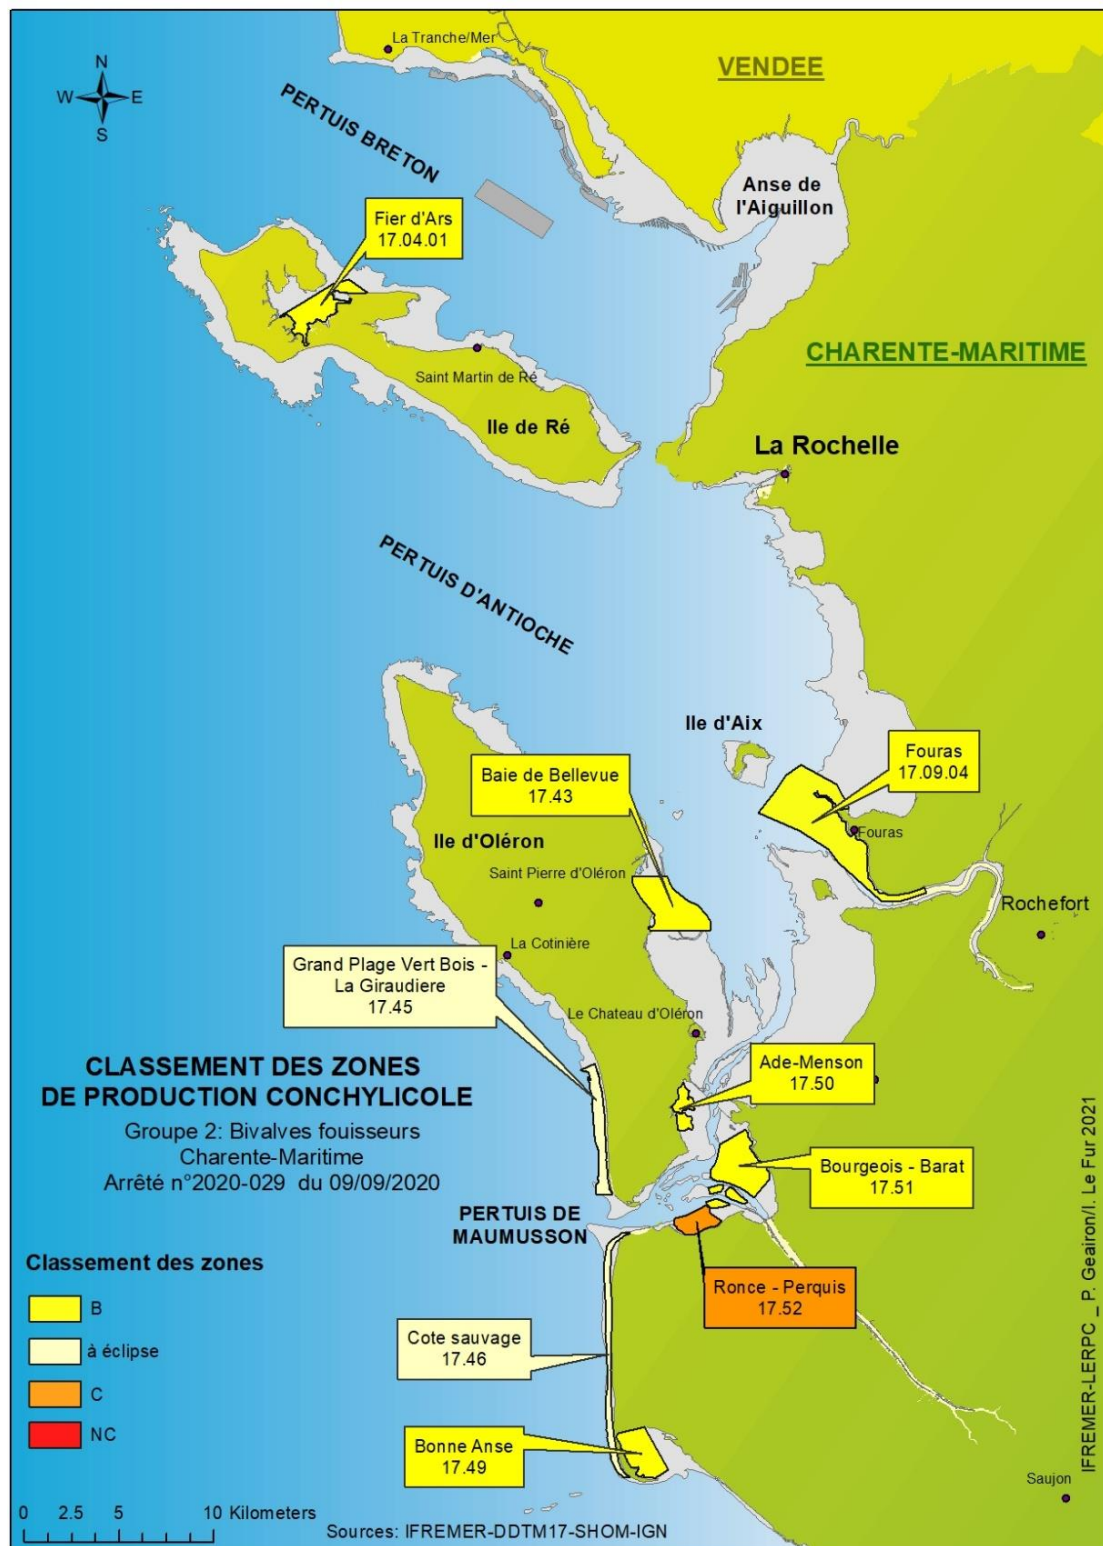 La Tranche/Mer
VENDEE
N
W E
S
PERTUIS BRETON
Anse de
l'Aiguillon
Fier d'Ars
17.04.01
CHARENTE-MARITIME
Saint Martin de Ré
Ile de Ré
La Rochelle
PERTUIS D'ANTIOCHE
Ile d'Aix
Fouras
17.09.04
Baie de Bellevue
17.43
Fouras
Ile d'Oléron
Saint Pierre d'Oléron
Rochefort
La Cotinière
Grand Plage Vert Bois -
La Giraudiere
17.45
Le Chateau d'Oléron
CLASSEMENT DES ZONES
DE PRODUCTION CONCHYLICOLE
Groupe 2: Bivalves fouisseurs
Charente-Maritime
Arrêté n°2020-029 du 09/09/2020
Ade-Menson
17.50
Bourgeois - Barat
17.51
PERTUIS DE
MAUMUSSON
Ronce - Perquis
17.52
Classement des zones
B
à éclipse
C
NC
Cote sauvage
17.46
Bonne Anse
17.49
Saujon
0 2.5 5 10 Kilometers
Sources: IFREMER-DDTM17-SHOM-IGN
IFREMER-LERPC _ P. Geairon/I. Le Fur 2021